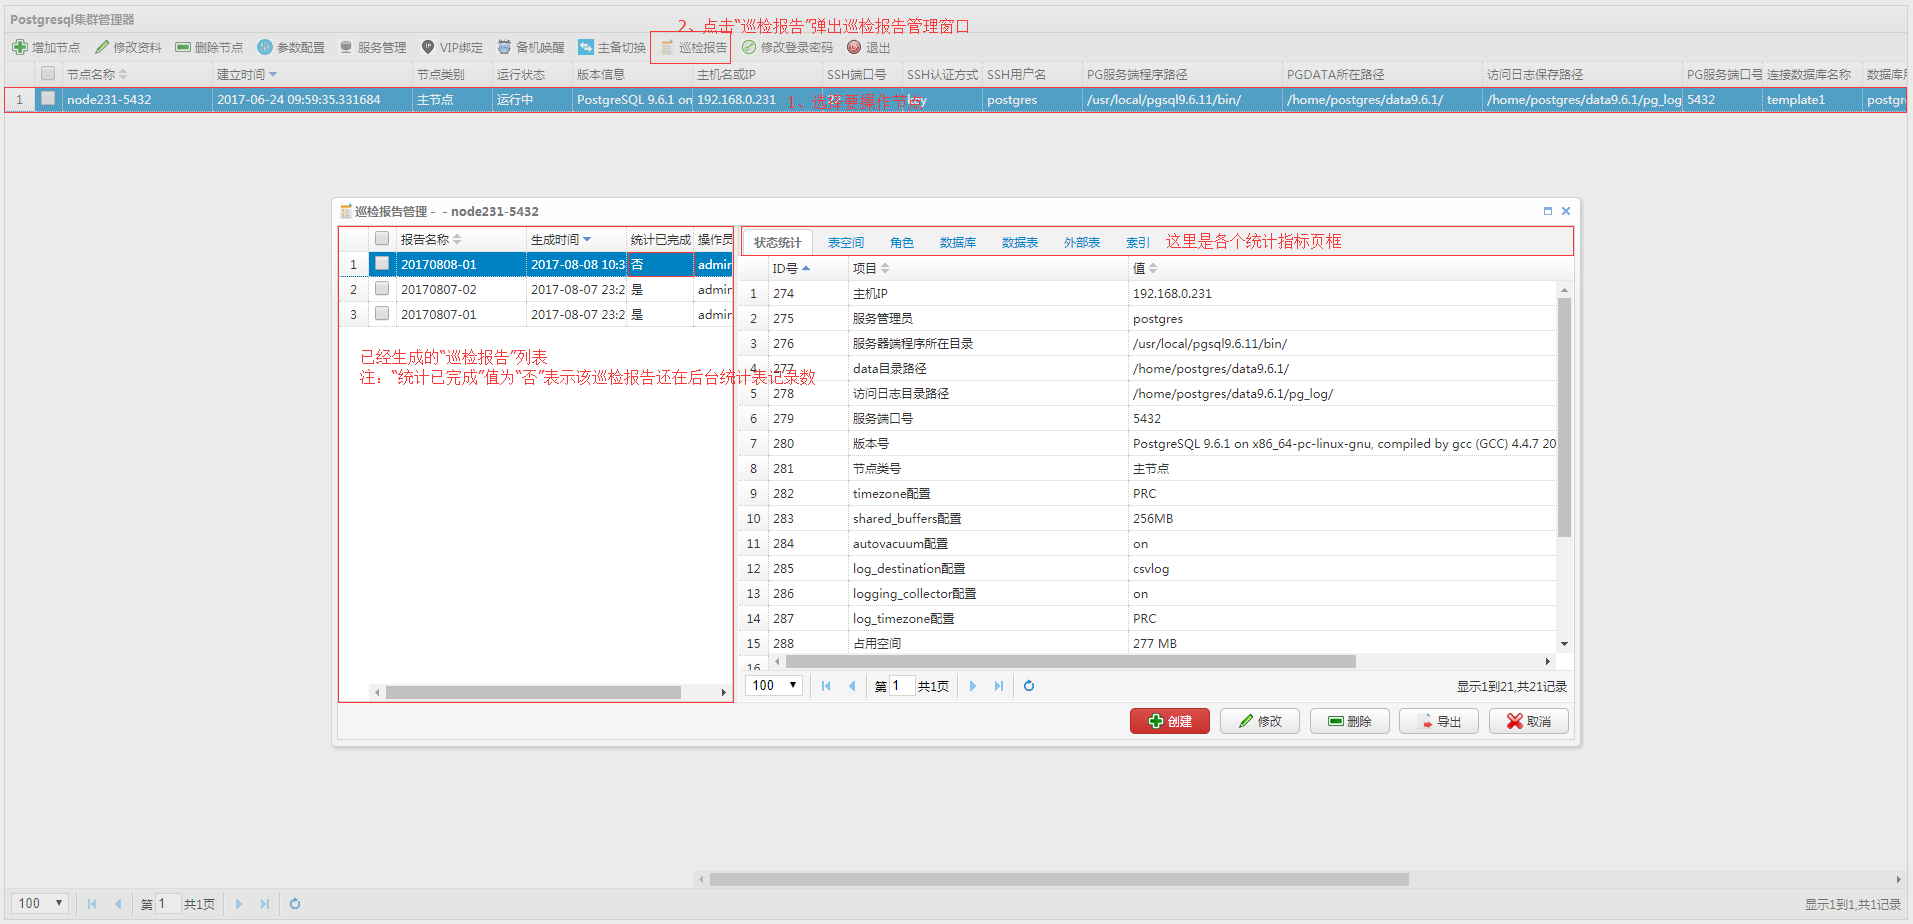 Postgresql集群管理器
2、点击“巡检报告”弹出巡检报告管理窗口
增加节点 修改资料 删除节点 参数配置 服务管理 VIP绑定 备机唤醒 主备切换 巡检报告 修改登录密码 退出
节点名称 建立时间 节点类别 运行状态 版本信息 主机名或IP SSH端口号 SSH认证方式 SSH用户名 PG服务端程序路径 PGDATA所在路径 访问日志保存路径 PG服务端口号 连接数据库名称 数据库用
1 node231-5432 2017-06-24 09:59:35.331684 主节点 运行中 PostgreSQL 9.6.1 on 192.168.0.231 postgres /usr/local/pgsql9.6.11/bin/ /home/postgres/data9.6.1/ /home/postgres/data9.6.1/pg_log 5432 template1 postgr
1、选择要操作节点
巡检报告管理 - - node231-5432
报告名称 生成时间 统计已完成 操作员
1 20170808-01 2017-08-08 10:3 否 admin
2 20170807-02 2017-08-07 23:2 是 admin
3 20170807-01 2017-08-07 23:2 是 admin
已经生成的“巡检报告”列表
注：“统计已完成”值为“否”表示该巡检报告还在后台统计表记录数
状态统计 表空间 角色 数据库 数据表 外部表 索引 这里是各个统计指标页框
ID号 项目 值
1 274 主机IP 192.168.0.231
2 275 服务管理员 postgres
3 276 服务器端程序所在目录 /usr/local/pgsql9.6.11/bin/
4 277 data目录路径 /home/postgres/data9.6.1/
5 278 访问日志目录路径 /home/postgres/data9.6.1/pg_log/
6 279 服务端口号 5432
7 280 版本号 PostgreSQL 9.6.1 on x86_64-pc-linux-gnu, compiled by gcc (GCC) 4.4.7 20
8 281 节点类号 主节点
9 282 timezone配置 PRC
10 283 shared_buffers配置 256MB
11 284 autovacuum配置 on
12 285 log_destination配置 csvlog
13 286 logging_collector配置 on
14 287 log_timezone配置 PRC
15 288 占用空间 277 MB
16
100 第 1 共1页 显示1到21,共21记录
创建 修改 删除 导出 取消
100 第 1 共1页 显示1到1,共1记录